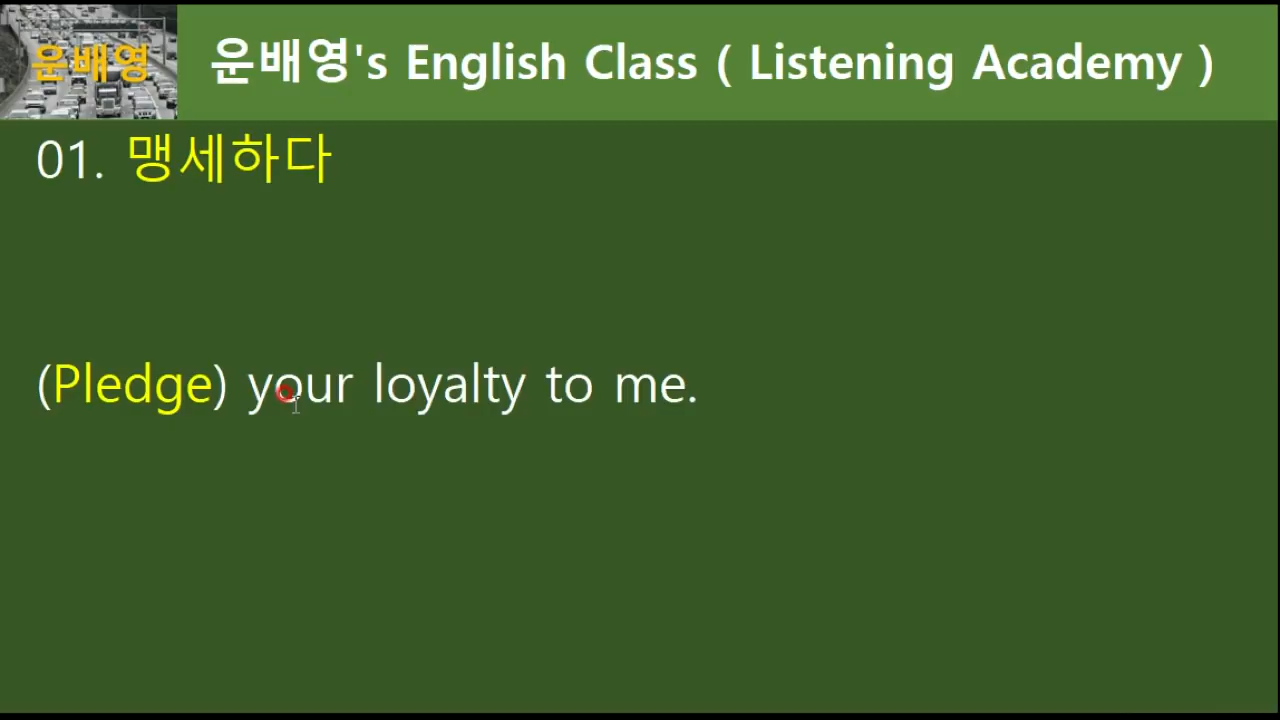 운배영
운배영's English Class ( Listening Academy )
01. 맹세하다
(Pledge) your loyalty to me.